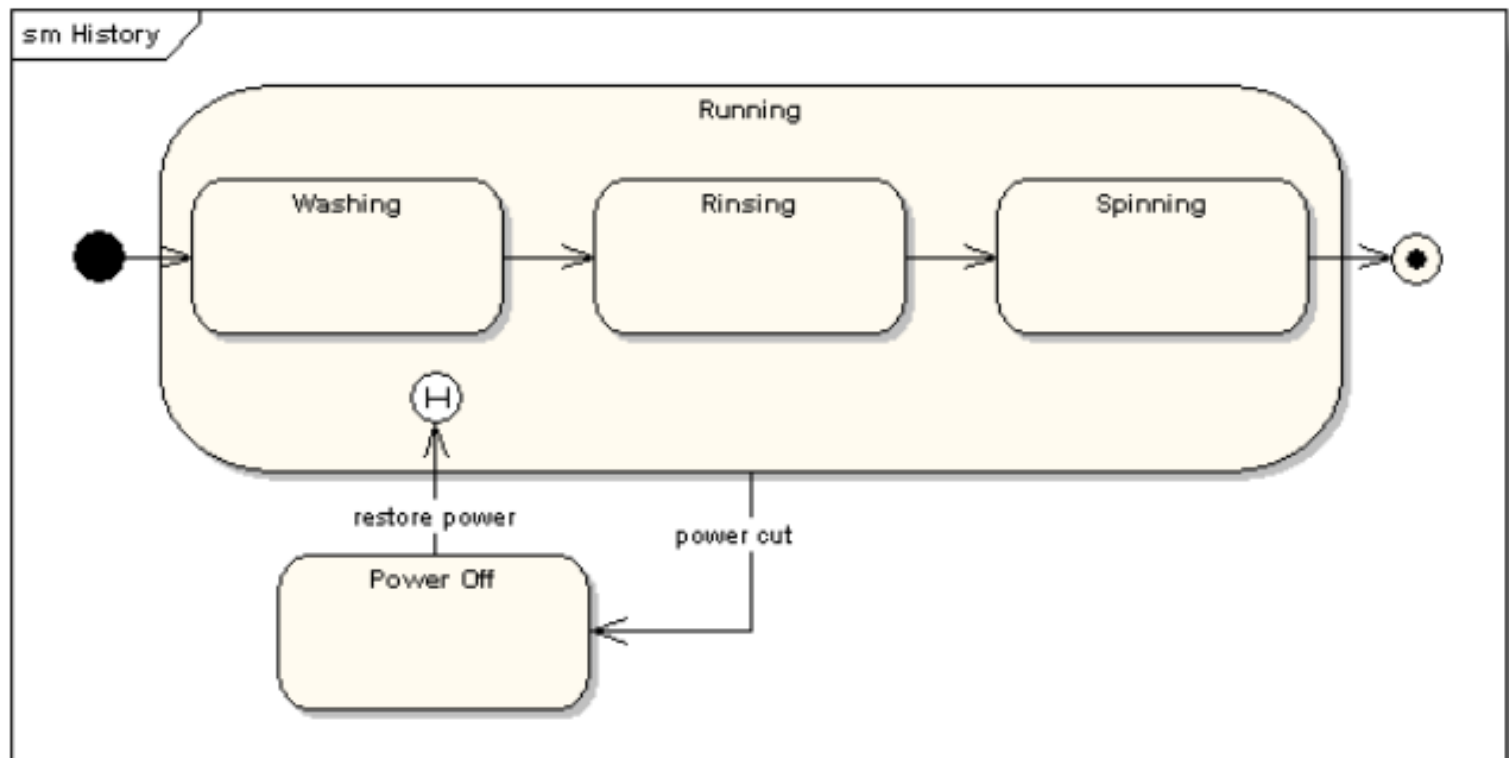 sm History
Running
Washing
Rinsing
Spinning
H
restore power
power cut
Power Off